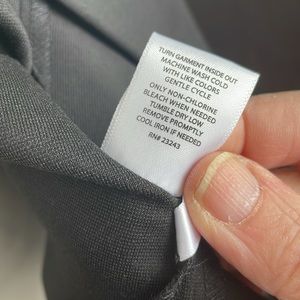 TURN GARMENT INSIDE OUT
MACHINE WASH COLD
WITH LIKE COLORS
GENTLE CYCLE
ONLY NON-CHLORINE
BLEACH WHEN NEEDED
TUMBLE DRY LOW
REMOVE PROMPTLY
COOL IRON IF NEEDED
RN# 23243